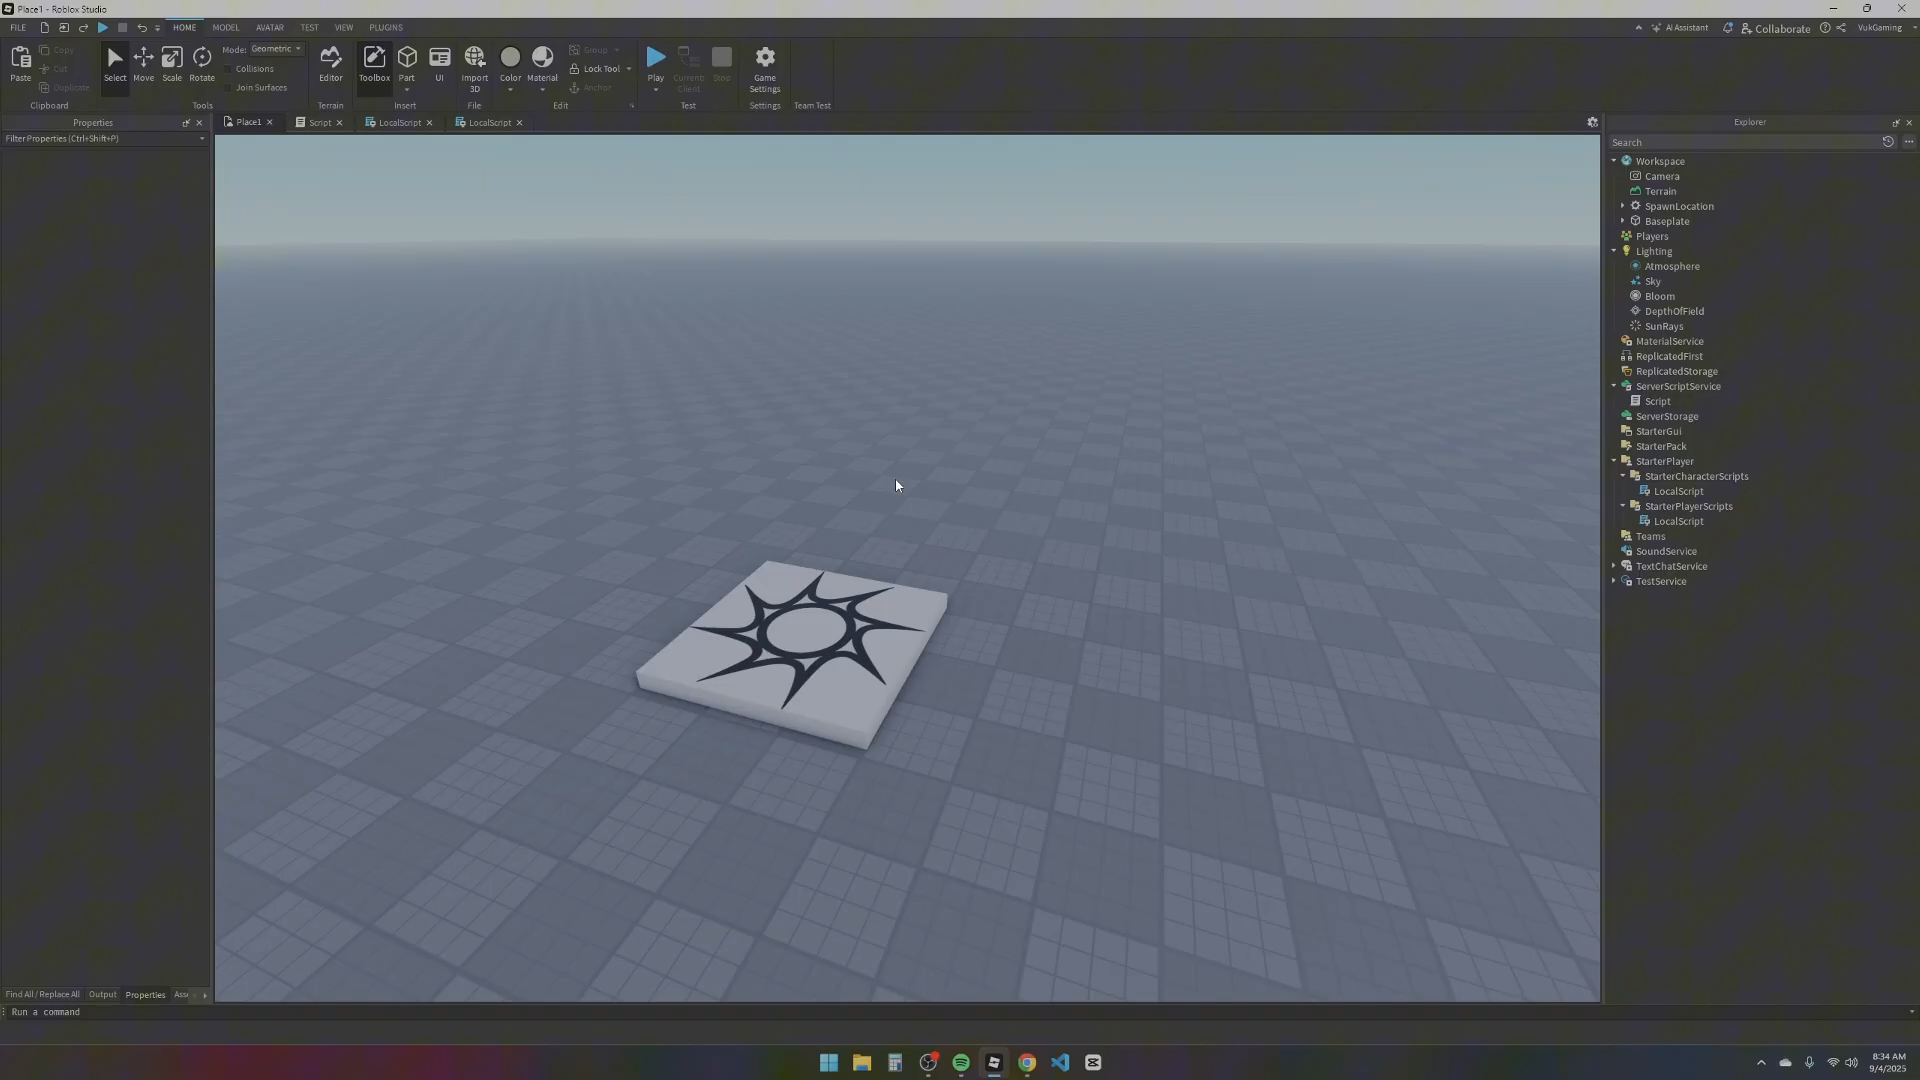 Place1 - Roblox Studio
FILE HOME MODEL AVATAR TEST VIEW PLUGINS AI Assistant Collaborate VukGaming
Paste Copy Cut Duplicate Select Move Scale Rotate Mode: Geometric Collisions Join Surfaces Editor Toolbox Part UI Import 3D Color Material Group Lock Tool Anchor Play Current: Client Stop Game Settings
Clipboard Tools Terrain Insert File Edit Test Settings Team Test
Properties Place1 Script LocalScript LocalScript Explorer
Filter Properties (Ctrl+Shift+P)
Search
Workspace
Camera
Terrain
SpawnLocation
Baseplate
Players
Lighting
Atmosphere
Sky
Bloom
DepthOfField
SunRays
MaterialService
ReplicatedFirst
ReplicatedStorage
ServerScriptService
Script
ServerStorage
StarterGui
StarterPack
StarterPlayer
StarterCharacterScripts
LocalScript
StarterPlayerScripts
LocalScript
Teams
SoundService
TextChatService
TestService
Find All / Replace All Output Properties Ass
Run a command
8:34 AM
9/4/2025